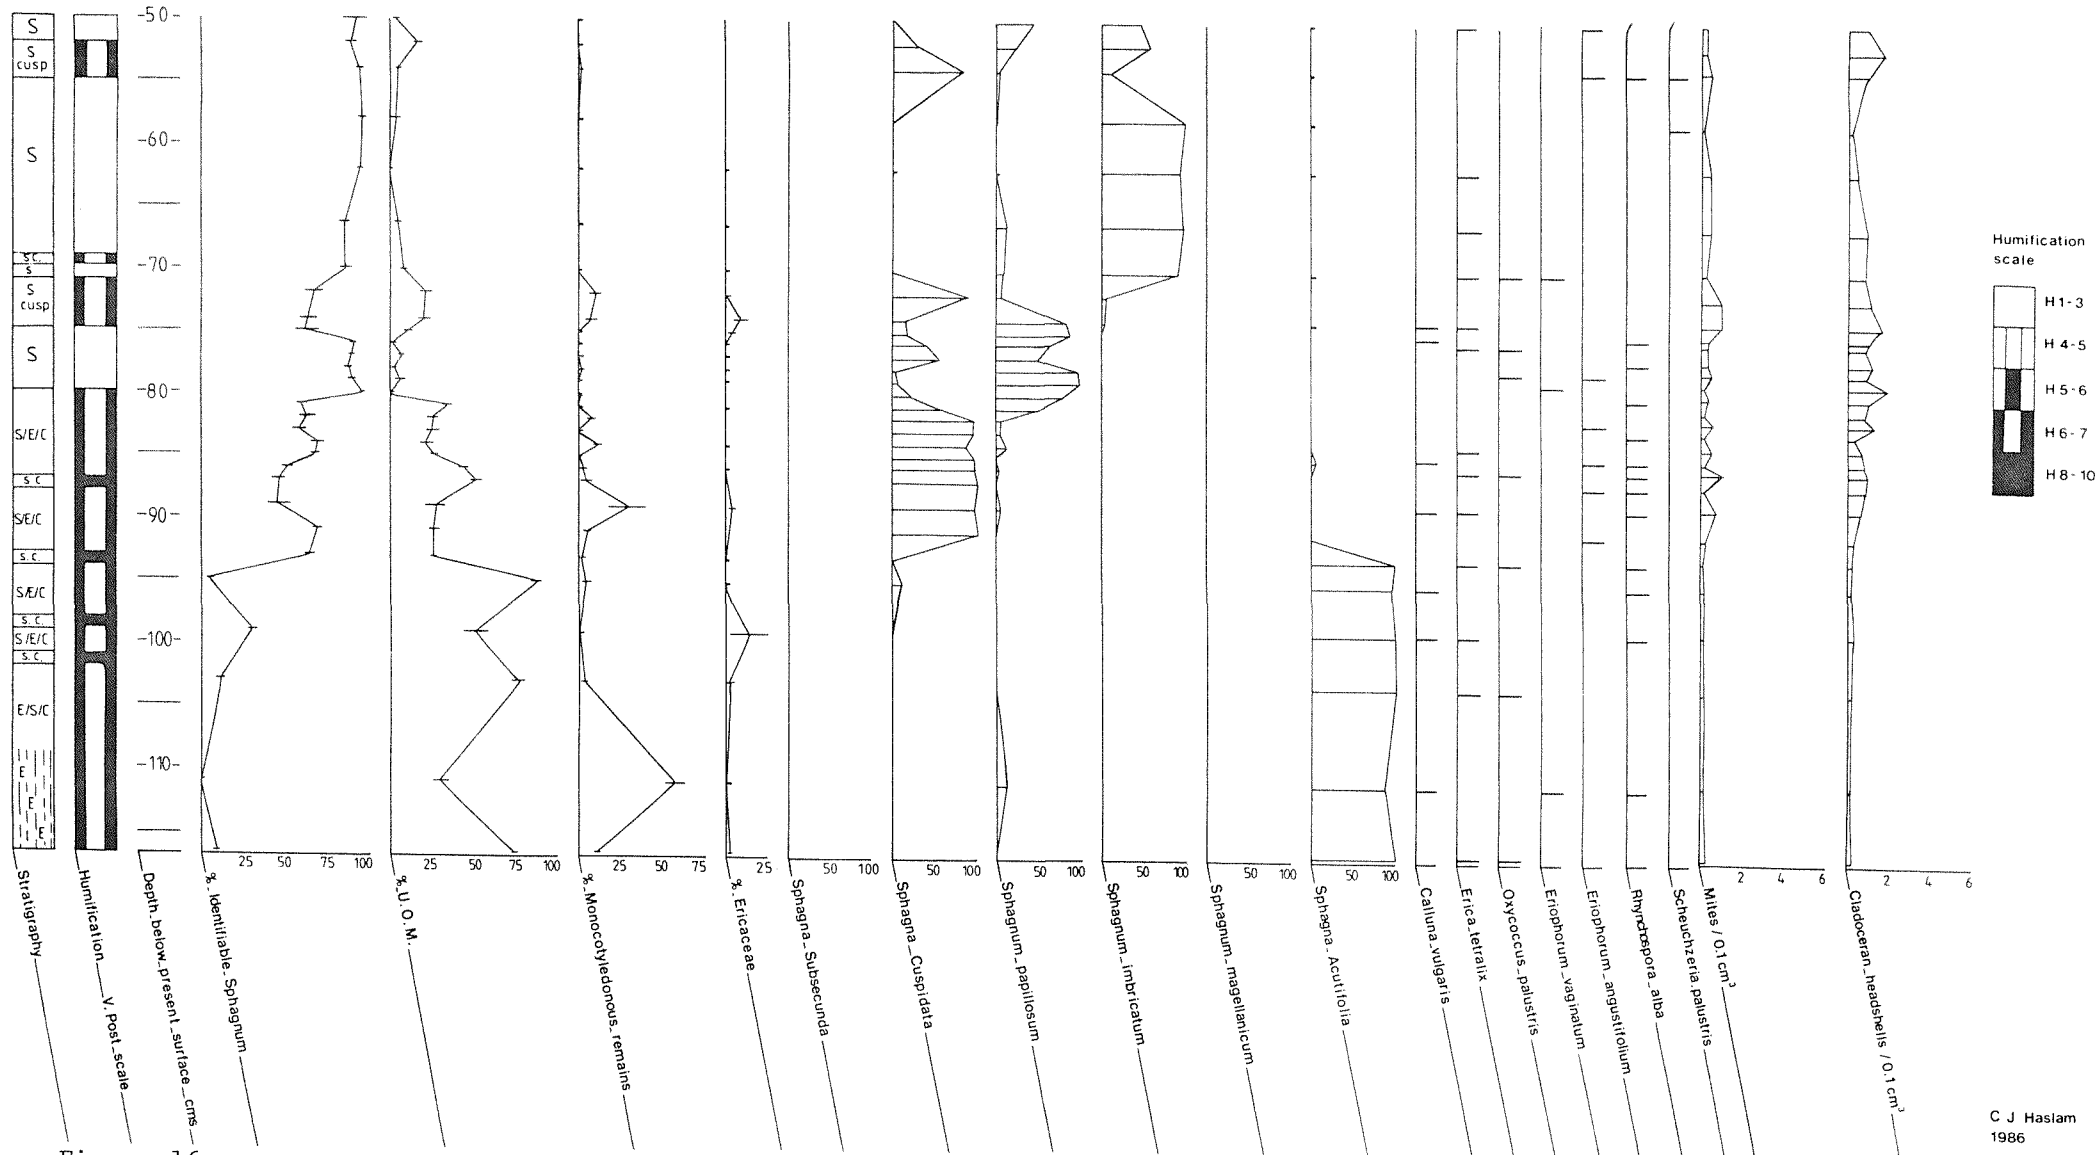 S
S
cusp
S
s c.
s
S
cusp
S
S/E/C
s c
S/E/C
s. c.
S/E/C
s. c.
S/E/C
s. c.
E/S/C
E
E
E
-50-
-60-
-70-
-80-
-90-
-100-
-110-
25 50 75 100
25 50 75 100
25 50 75
25
50 100
50 100
50 100
50 100
50 100
50 100
2 4 6
2 4 6
Stratigraphy
Humification V. Post scale
Depth below present surface cms
% Identifiable Sphagnum
% U.O.M.
% Monocotyledonous remains
% Ericaceae
Sphagna Subsecunda
Sphagna Cuspidata
Sphagnum papillosum
Sphagnum imbricatum
Sphagnum magellanicum
Sphagna Acutifolia
Calluna vulgaris
Erica tetralix
Oxycoccus palustris
Eriophorum vaginatum
Eriophorum angustifolium
Rhynchospora alba
Scheuchzeria palustris
Mites / 0.1 cm³
Cladoceran headshells / 0.1 cm³
Humification
scale
H 1-3
H 4-5
H 5-6
H 6-7
H 8-10
C J Haslam
1986